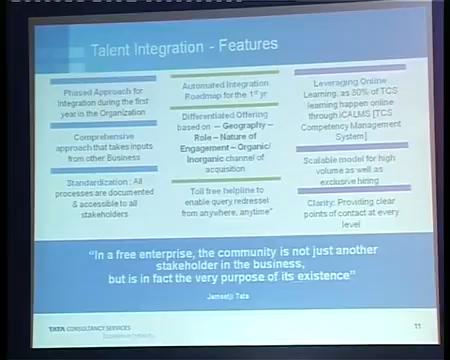 Talent Integration - Features
Phased Approach for
Integration during the first
year in the Organization
Comprehensive
approach that takes inputs
from other Business
Standardization : All
processes are documented
& accessible to all
stakeholders
Automated Integration
Roadmap for the 1st yr
Differentiated Offering
based on – Geography –
Role – Nature of
Engagement – Organic/
Inorganic channel of
acquisition
Toll free helpline to
enable query redressel
from anywhere, anytime"
Leveraging Online
Learning, as 80% of TCS
learning happen online
through iCALMS [TCS
Competency Management
System]
Scalable model for high
volume as well as
exclusive hiring
Clarity: Providing clear
points of contact at every
level
"In a free enterprise, the community is not just another
stakeholder in the business,
but is in fact the very purpose of its existence"
Jamsetji Tata
TATA CONSULTANCY SERVICES
11